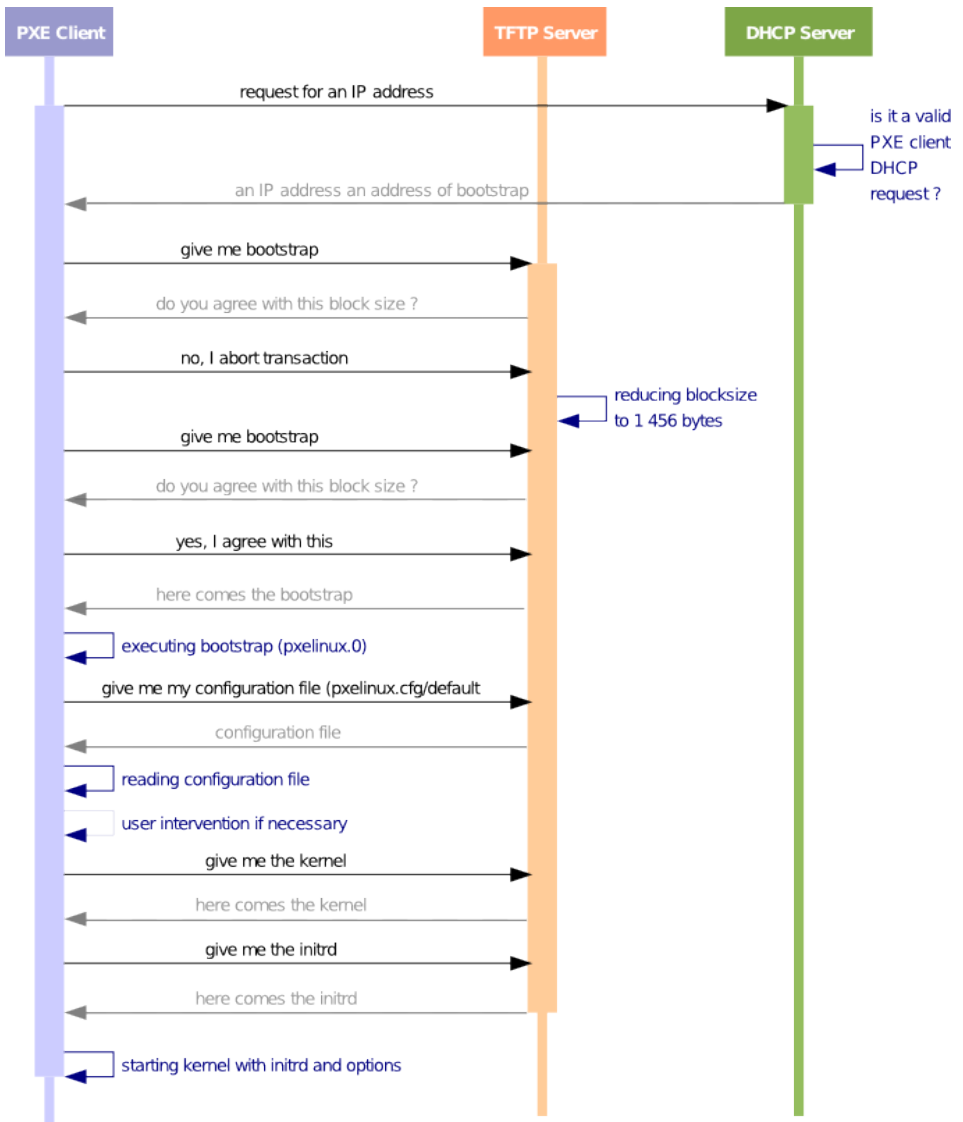 PXE Client
TFTP Server
DHCP Server
request for an IP address
is it a valid
PXE client
DHCP
request ?
an IP address an address of bootstrap
give me bootstrap
do you agree with this block size ?
no, I abort transaction
reducing blocksize
to 1 456 bytes
give me bootstrap
do you agree with this block size ?
yes, I agree with this
here comes the bootstrap
executing bootstrap (pxelinux.0)
give me my configuration file (pxelinux.cfg/default
configuration file
reading configuration file
user intervention if necessary
give me the kernel
here comes the kernel
give me the initrd
here comes the initrd
starting kernel with initrd and options